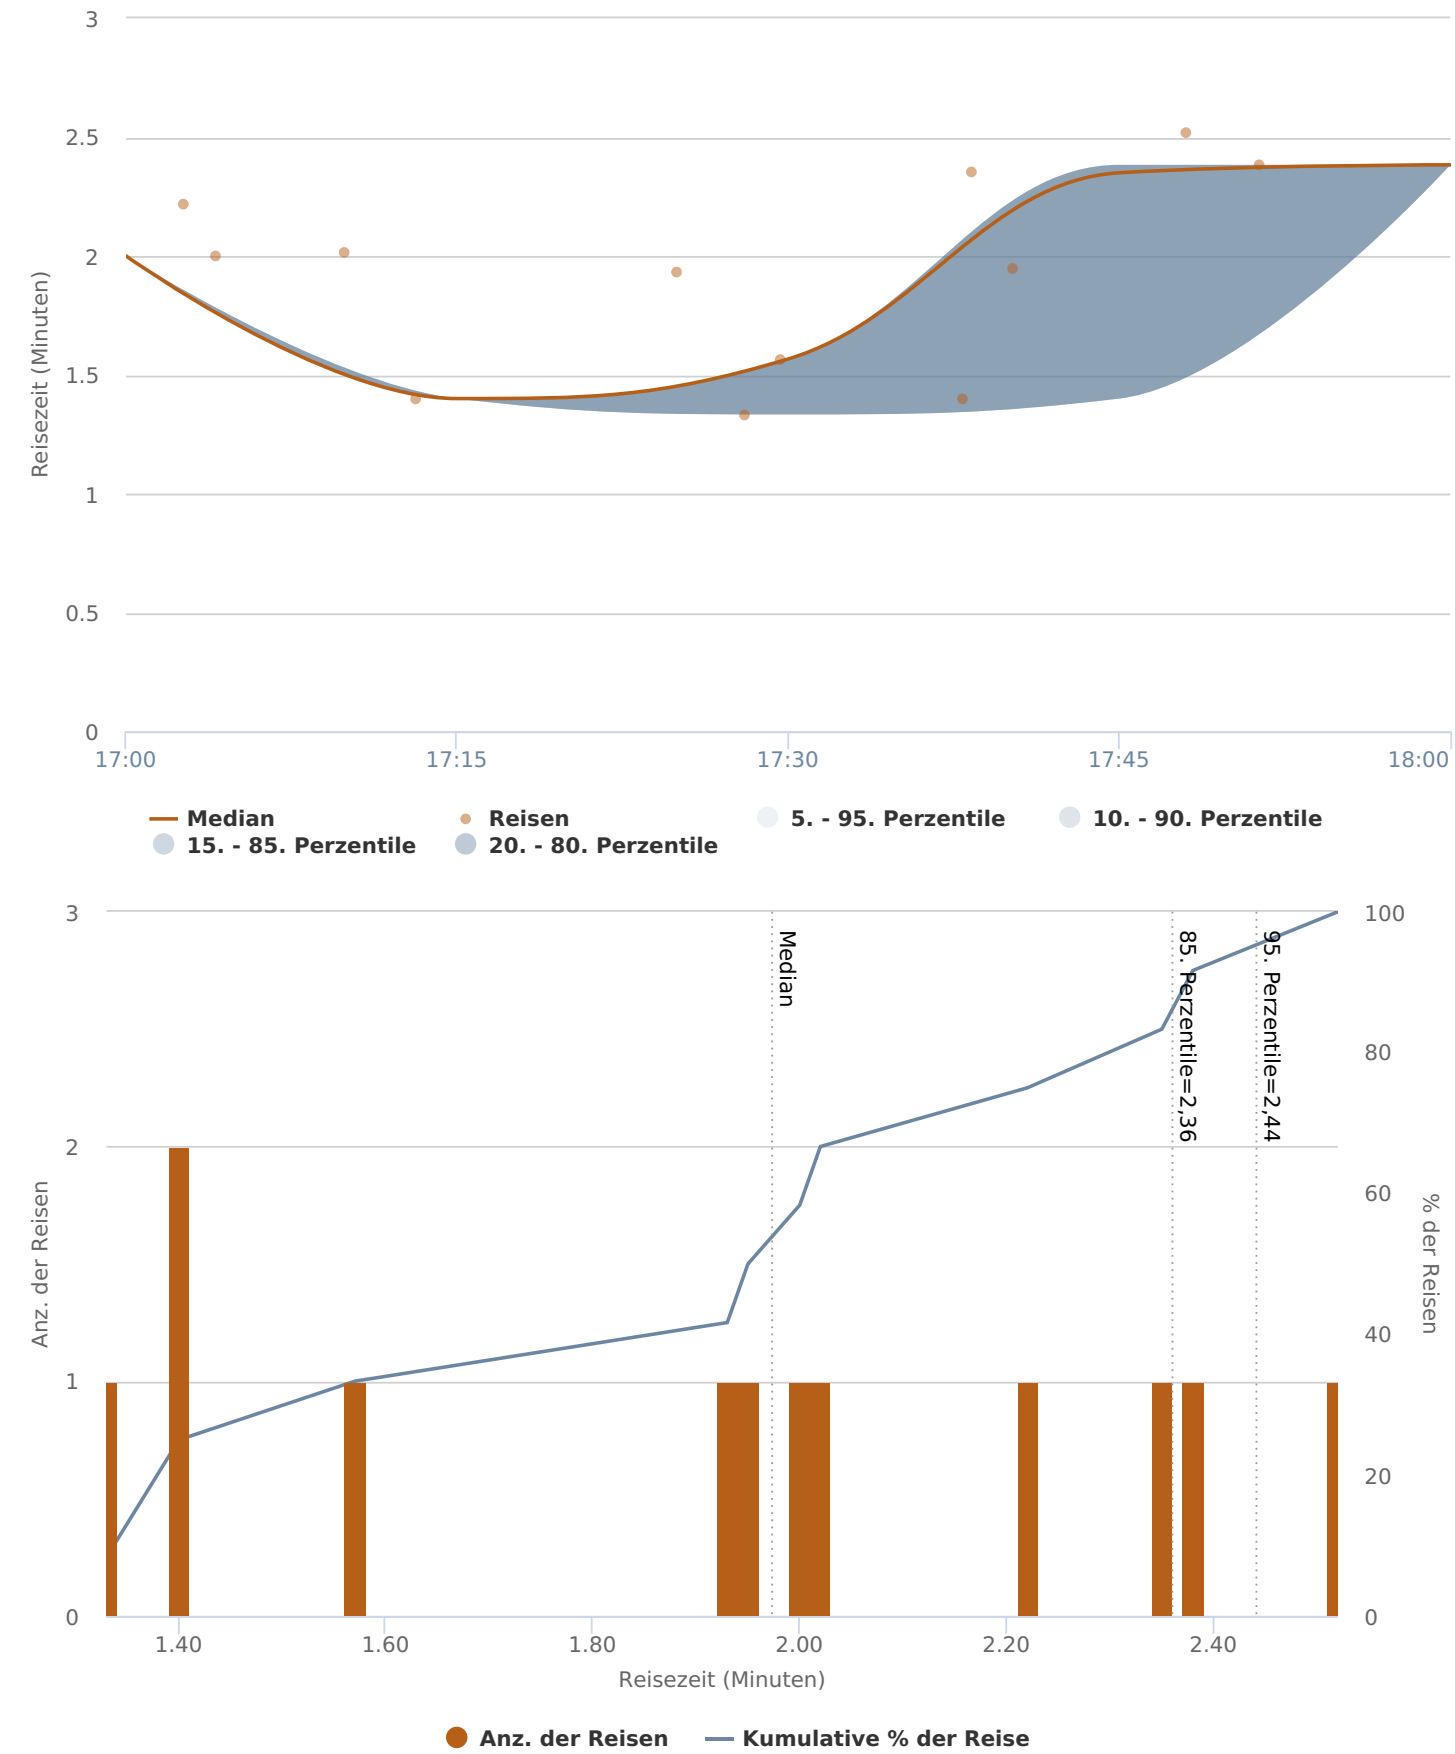 3
2.5
2
1.5
1
0.5
0
Reisezeit (Minuten)
17:00 17:15 17:30 17:45 18:00
Median Reisen 5. - 95. Perzentile 10. - 90. Perzentile
15. - 85. Perzentile 20. - 80. Perzentile
3
2
1
0
Anz. der Reisen
Median
85. Perzentile=2,36
95. Perzentile=2,44
100
80
60
40
20
0
% der Reisen
1.40 1.60 1.80 2.00 2.20 2.40
Reisezeit (Minuten)
Anz. der Reisen Kumulative % der Reise